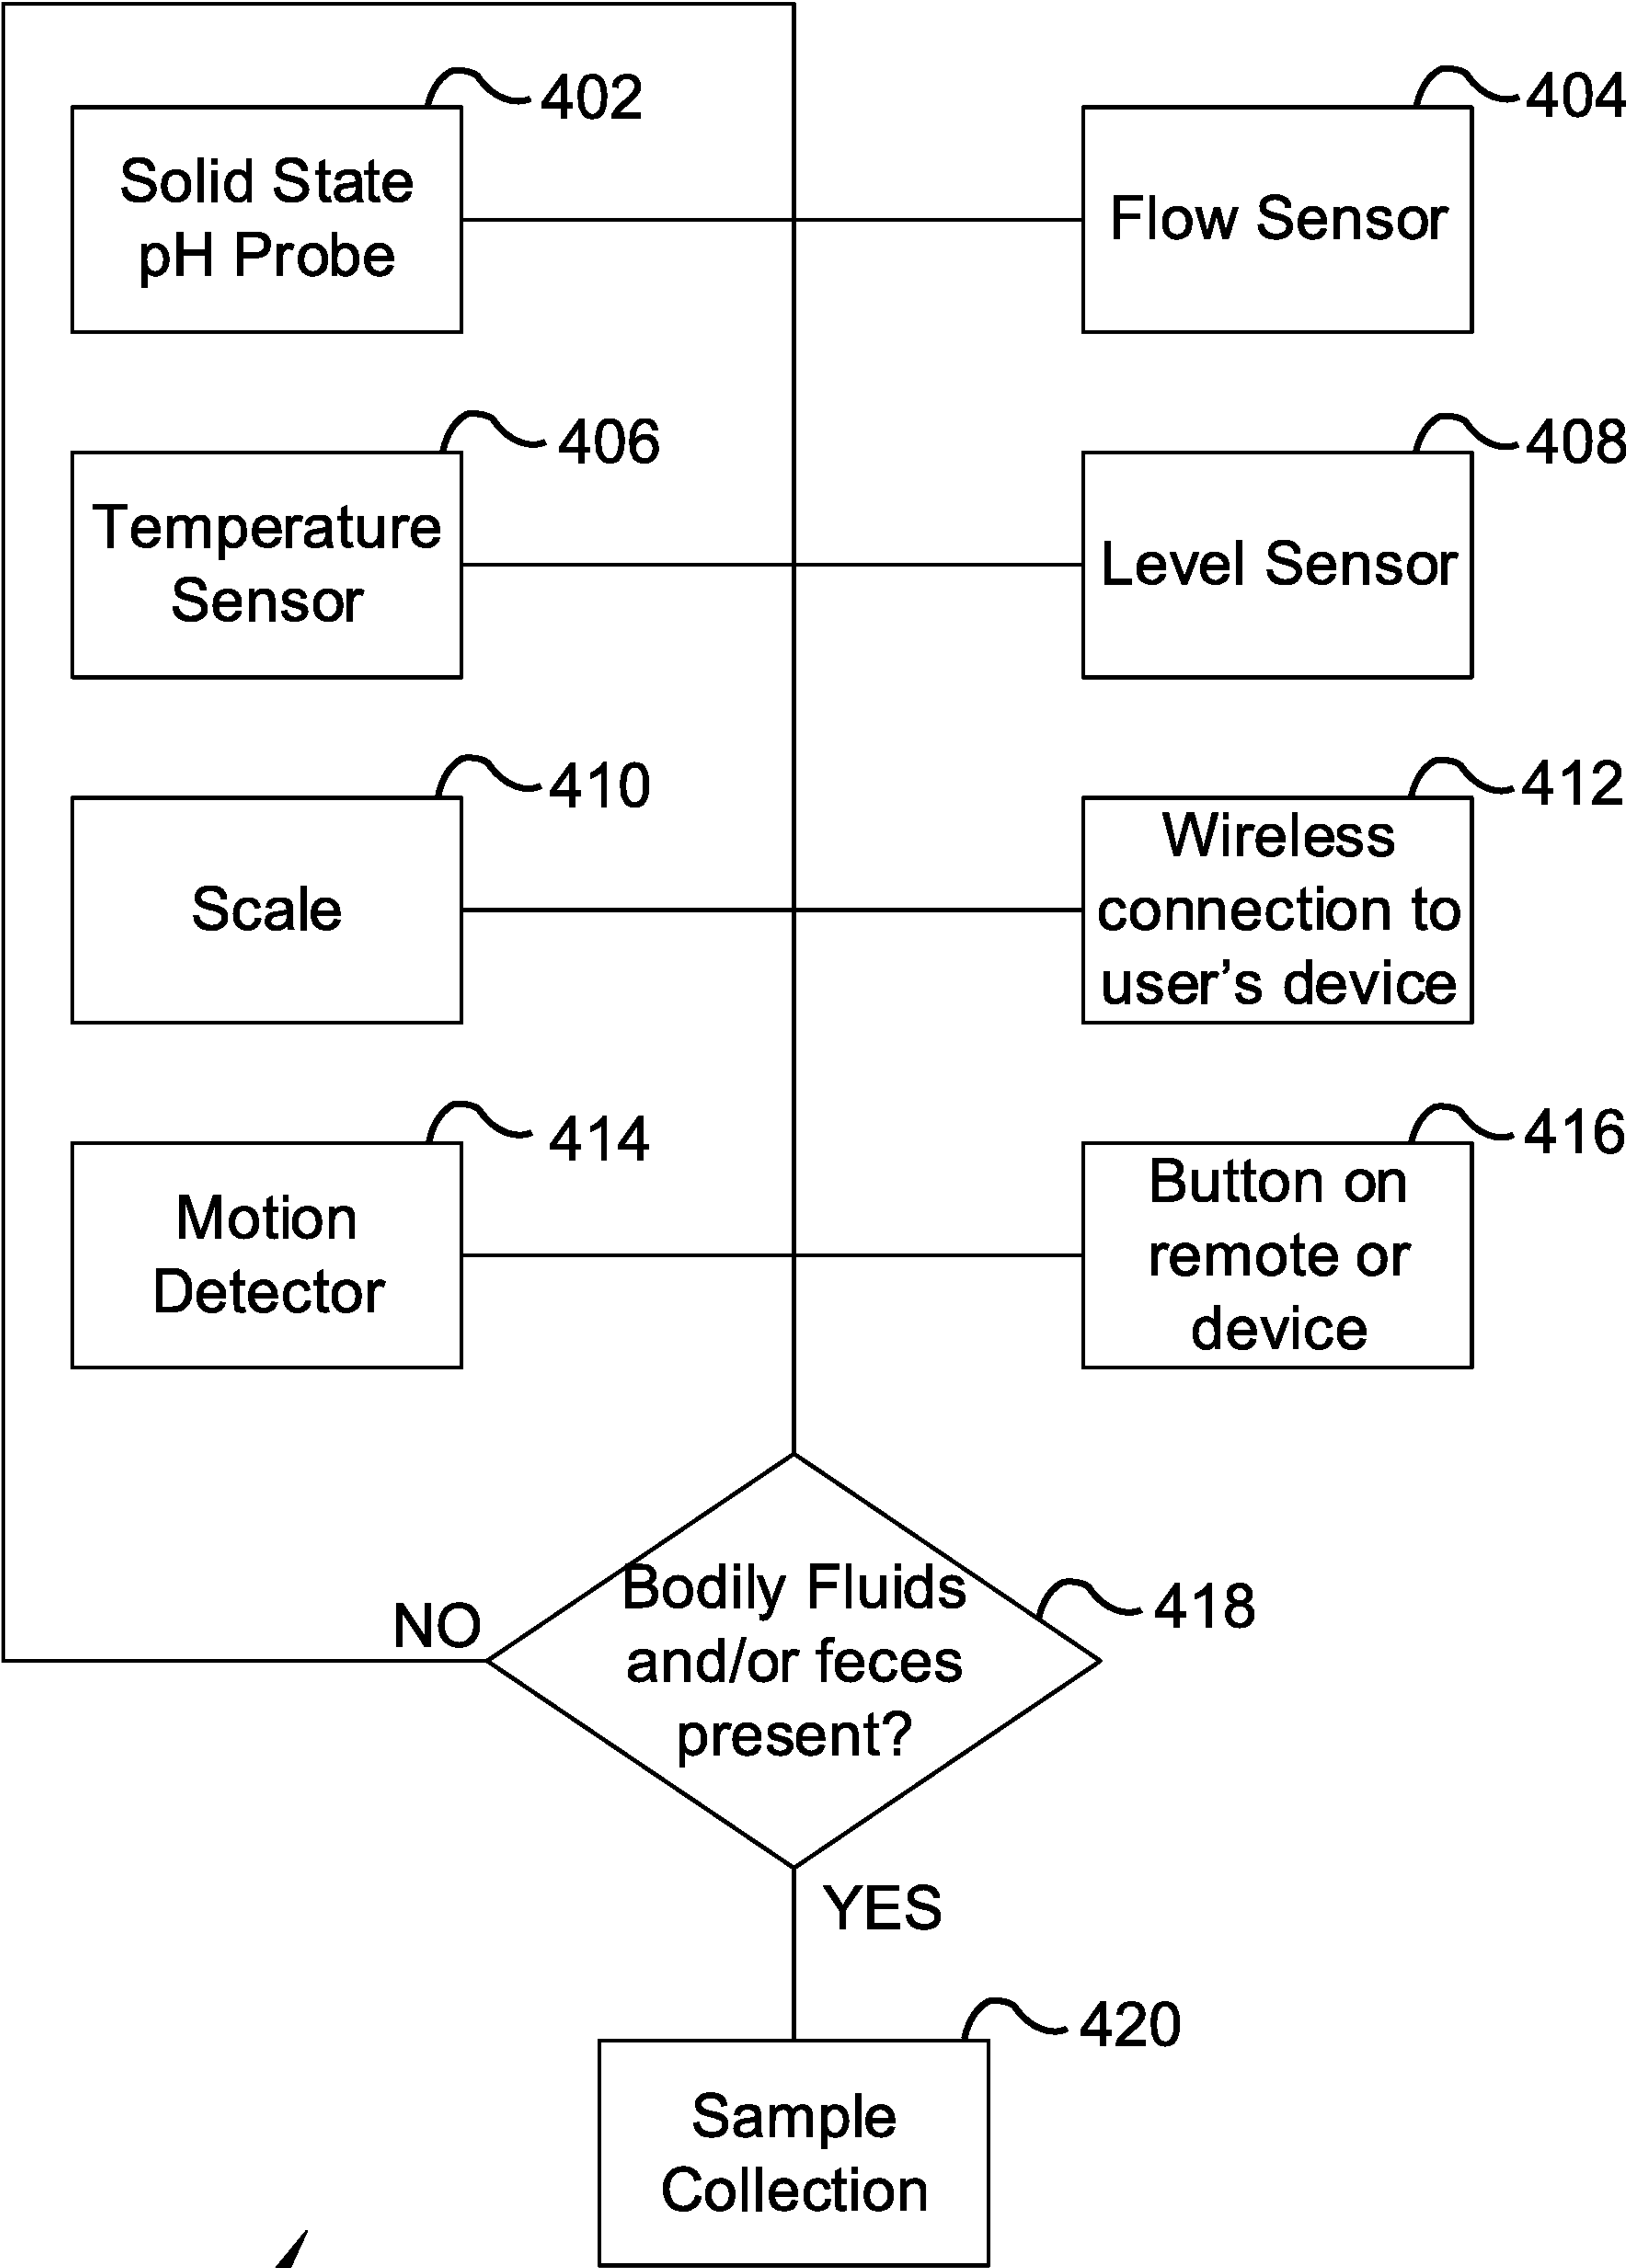 402
Solid State
pH Probe
404
Flow Sensor
406
Temperature
Sensor
408
Level Sensor
410
Scale
412
Wireless
connection to
user’s device
414
Motion
Detector
416
Button on
remote or
device
418
Bodily Fluids
and/or feces
present?
NO
YES
420
Sample
Collection